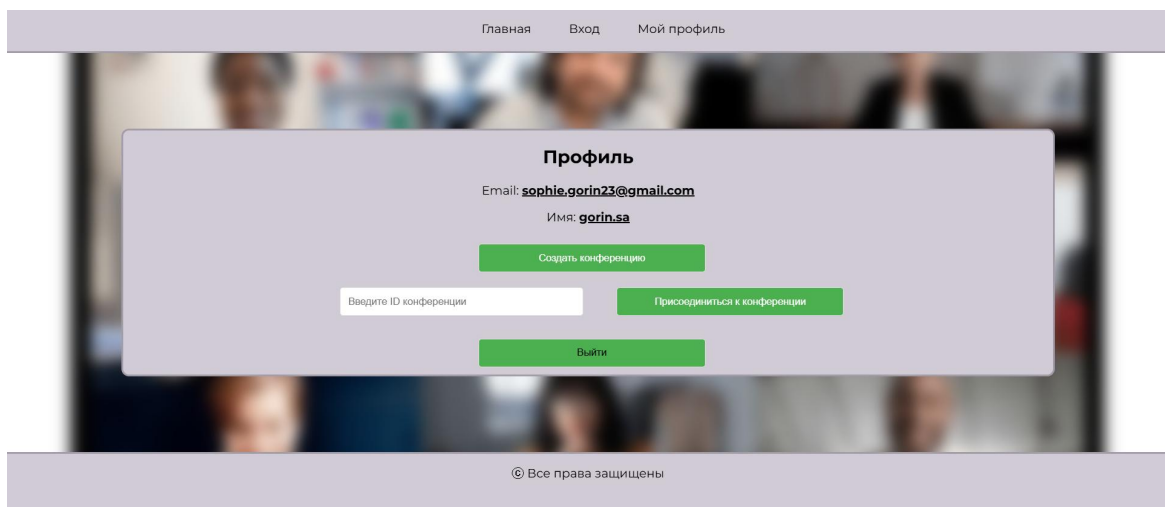 Главная Вход Мой профиль
Профиль
Email: sophie.gorin23@gmail.com
Имя: gorin.sa
Создать конференцию
Введите ID конференции Присоединиться к конференции
Выйти
© Все права защищены